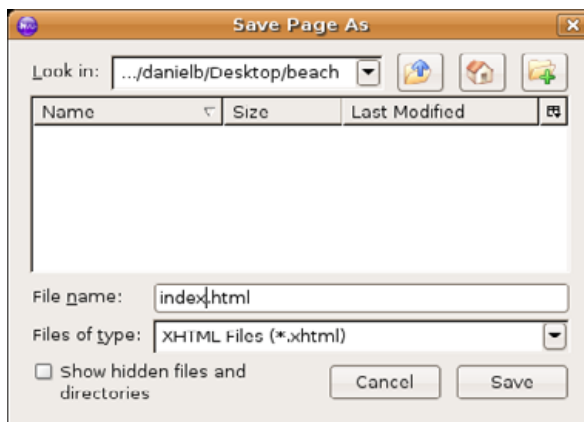 Save Page As
Look in: .../danielb/Desktop/beach
Name Size Last Modified
File name: index.html
Files of type: XHTML Files (*.xhtml)
Show hidden files and
directories
Cancel Save